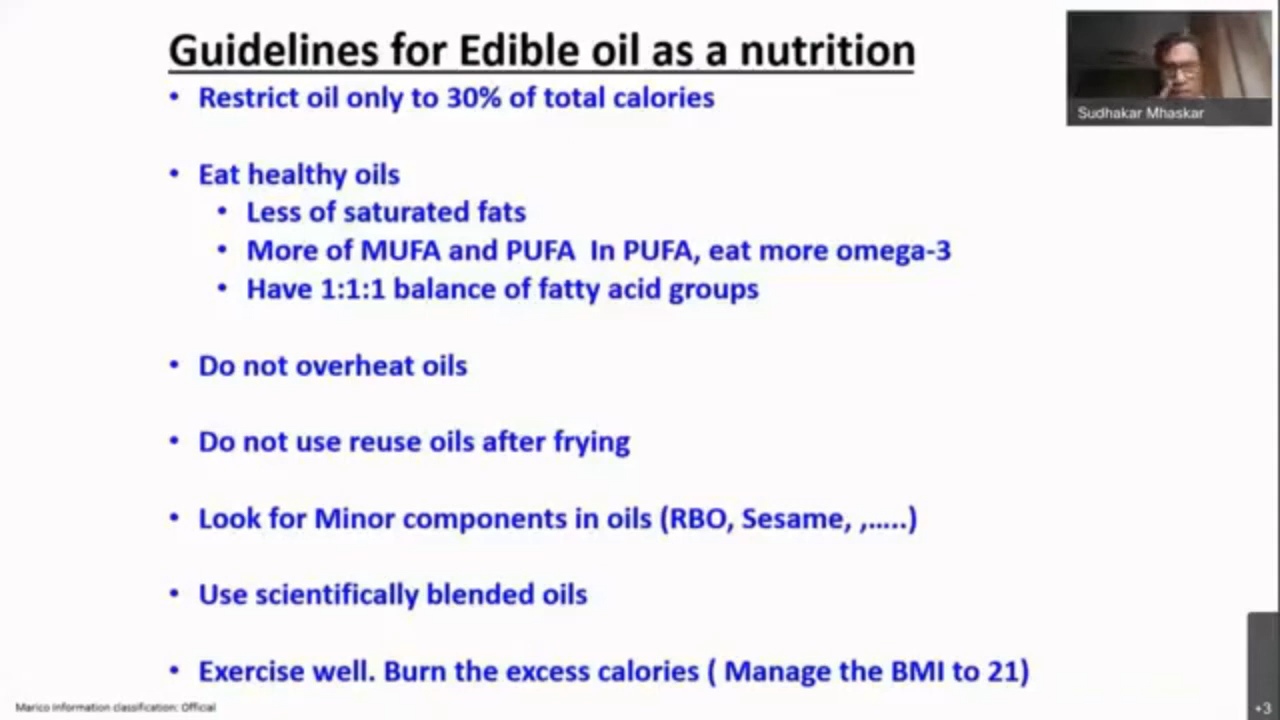 Guidelines for Edible oil as a nutrition
• Restrict oil only to 30% of total calories
• Eat healthy oils
• Less of saturated fats
• More of MUFA and PUFA In PUFA, eat more omega-3
• Have 1:1:1 balance of fatty acid groups
• Do not overheat oils
• Do not use reuse oils after frying
• Look for Minor components in oils (RBO, Sesame, ,…..)
• Use scientifically blended oils
• Exercise well. Burn the excess calories ( Manage the BMI to 21)
Sudhakar Mhaskar
Marico Information classification: Official
+3